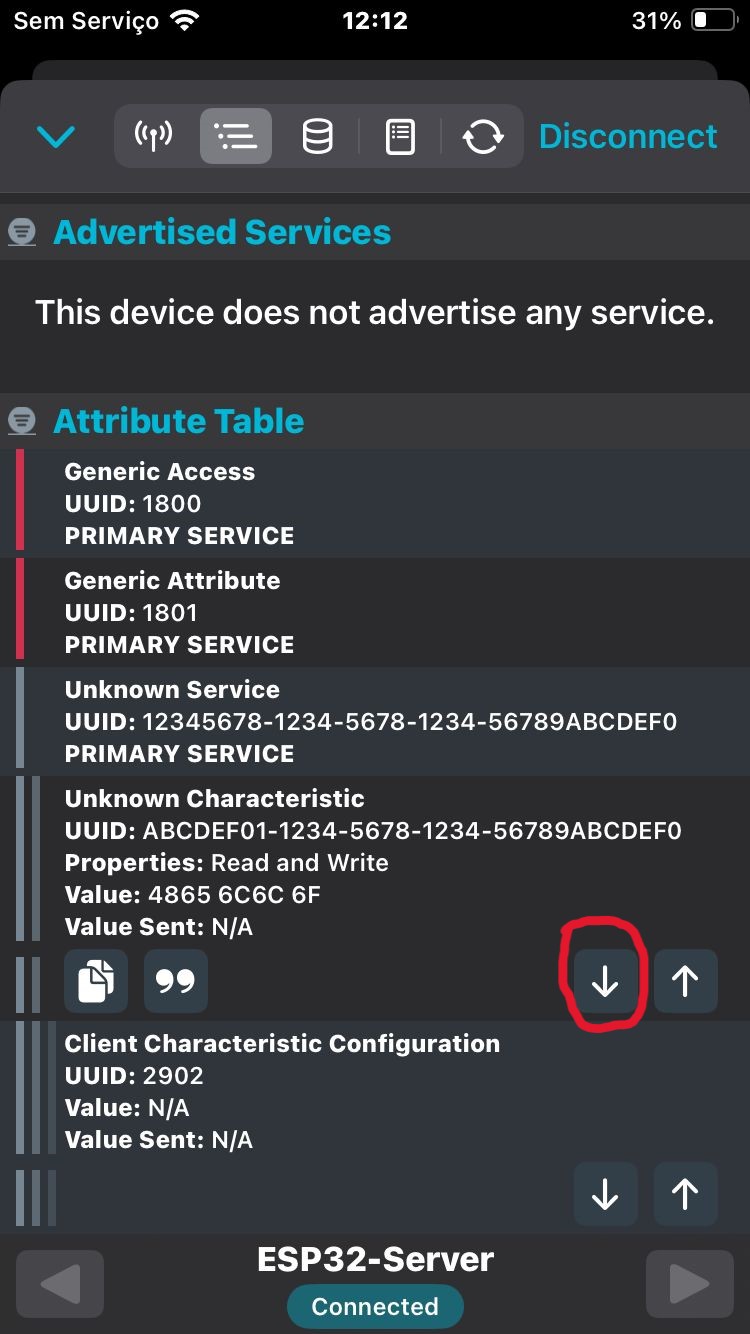 Sem Serviço 12:12 31%
Disconnect
Advertised Services
This device does not advertise any service.
Attribute Table
Generic Access
UUID: 1800
PRIMARY SERVICE
Generic Attribute
UUID: 1801
PRIMARY SERVICE
Unknown Service
UUID: 12345678-1234-5678-1234-56789ABCDEF0
PRIMARY SERVICE
Unknown Characteristic
UUID: ABCDEF01-1234-5678-1234-56789ABCDEF0
Properties: Read and Write
Value: 4865 6C6C 6F
Value Sent: N/A
Client Characteristic Configuration
UUID: 2902
Value: N/A
Value Sent: N/A
ESP32-Server
Connected